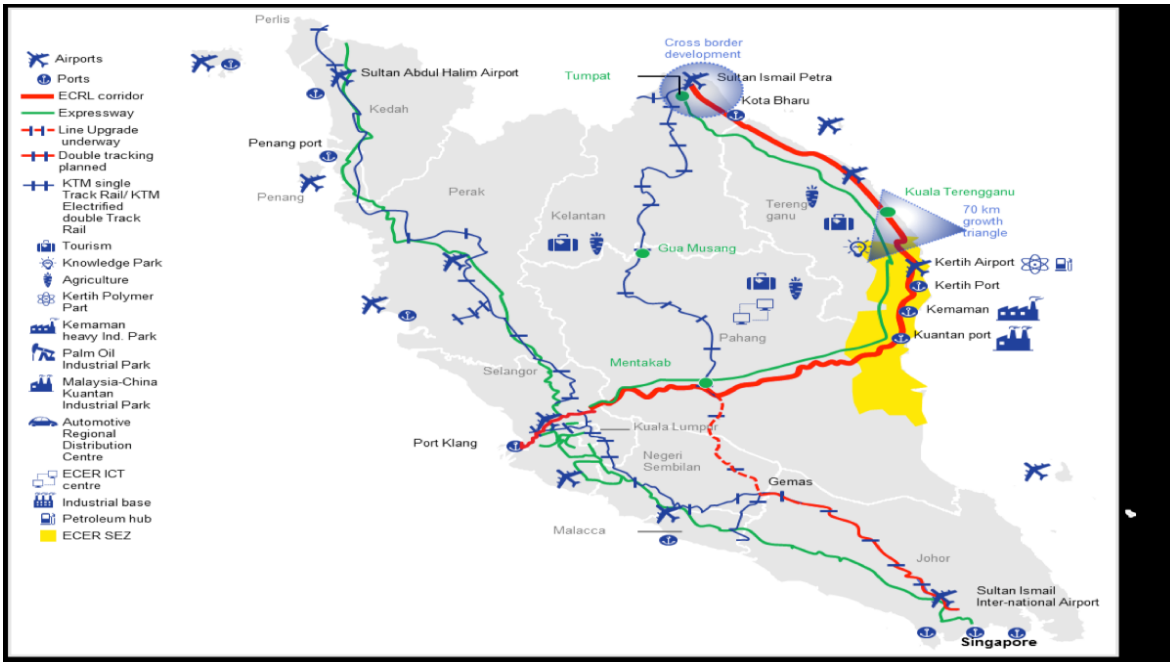 Perlis
Airports
Ports
ECRL corridor
Expressway
Line Upgrade
underway
Double tracking
planned
KTM single
Track Rail/ KTM
Electrified
double Track
Rail
Tourism
Knowledge Park
Agriculture
Kertih Polymer
Part
Kemaman
heavy Ind. Park
Palm Oil
Industrial Park
Malaysia-China
Kuantan
Industrial Park
Automotive
Regional
Distribution
Centre
ECER ICT
centre
Industrial base
Petroleum hub
ECER SEZ
Sultan Abdul Halim Airport
Kedah
Penang port
Penang
Perak
Cross border
development
Tumpat
Sultan Ismail Petra
Kota Bharu
Kelantan
Tereng
ganu
Kuala Terengganu
70 km
growth
triangle
Gua Musang
Kertih Airport
Kertih Port
Kemaman
Kuantan port
Pahang
Mentakab
Selangor
Port Klang
Kuala Lumpur
Negeri
Sembilan
Gemas
Malacca
Johor
Sultan Ismail
Inter-national Airport
Singapore